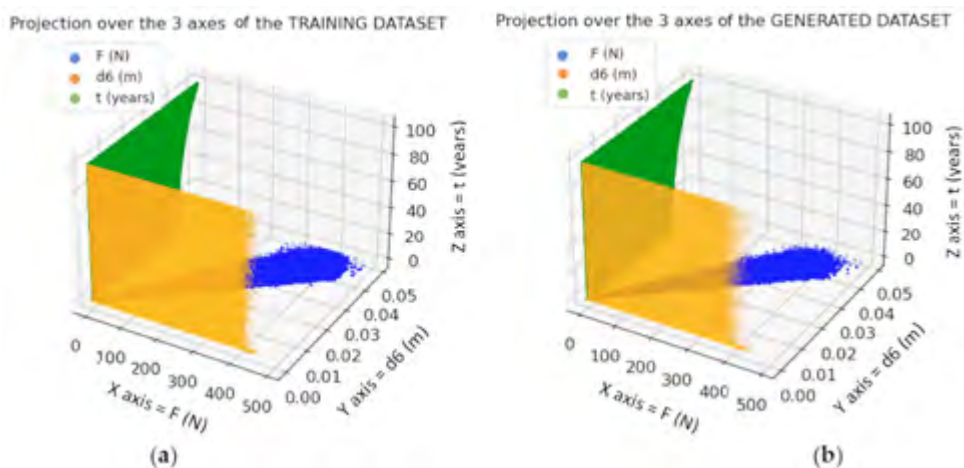 Projection over the 3 axes of the TRAINING DATASET
F (N)
d6 (m)
t (years)
100
80
60
40
20
0
Z axis = t (years)
0.05
0.04
0.03
0.02
0.01
0.00
Y axis = d6 (m)
0
100
200
300
400
500
X axis = F (N)
(a)
Projection over the 3 axes of the GENERATED DATASET
F (N)
d6 (m)
t (years)
100
80
60
40
20
0
Z axis = t (years)
0.05
0.04
0.03
0.02
0.01
0.00
Y axis = d6 (m)
0
100
200
300
400
500
X axis = F (N)
(b)